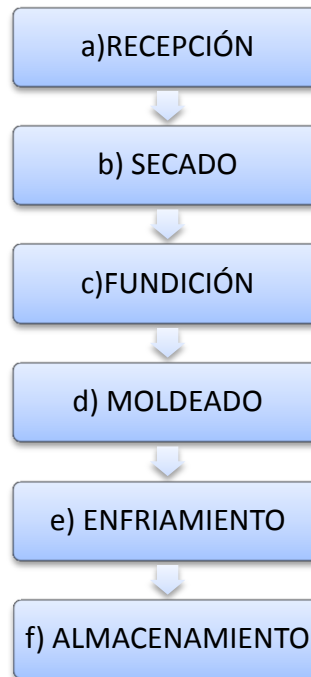 a)RECEPCIÓN
b) SECADO
c)FUNDICIÓN
d) MOLDEADO
e) ENFRIAMIENTO
f) ALMACENAMIENTO